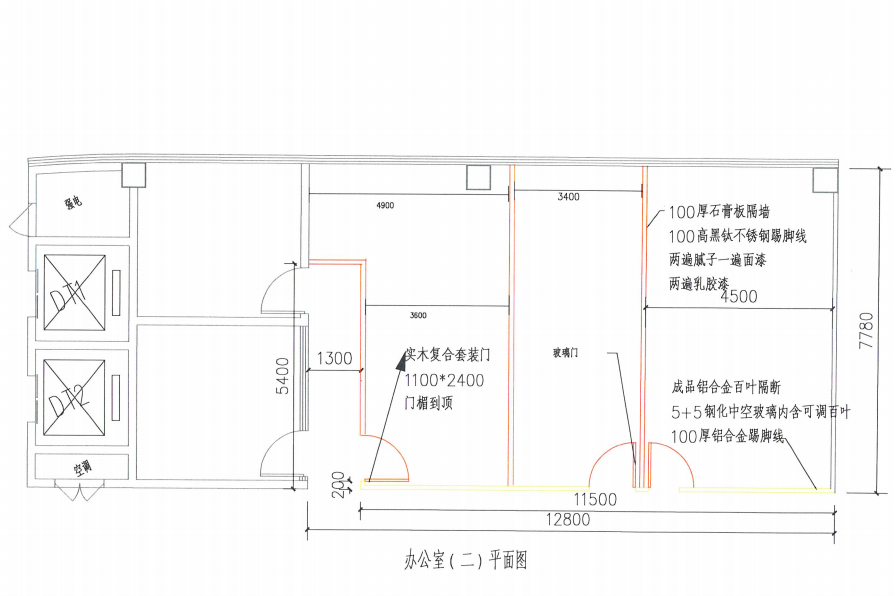 强电
4900
3400
100厚石膏板隔墙
100高黑钛不锈钢踢脚线
两遍腻子一遍面漆
两遍乳胶漆
4500
DT1
3600
7780
1300
5400
实木复合套装门
1100*2400
门楣到顶
玻璃门
成品铝合金百叶隔断
5+5钢化中空玻璃内含可调百叶
100厚铝合金踢脚线
DT2
空调
200
11500
12800
办公室(二)平面图